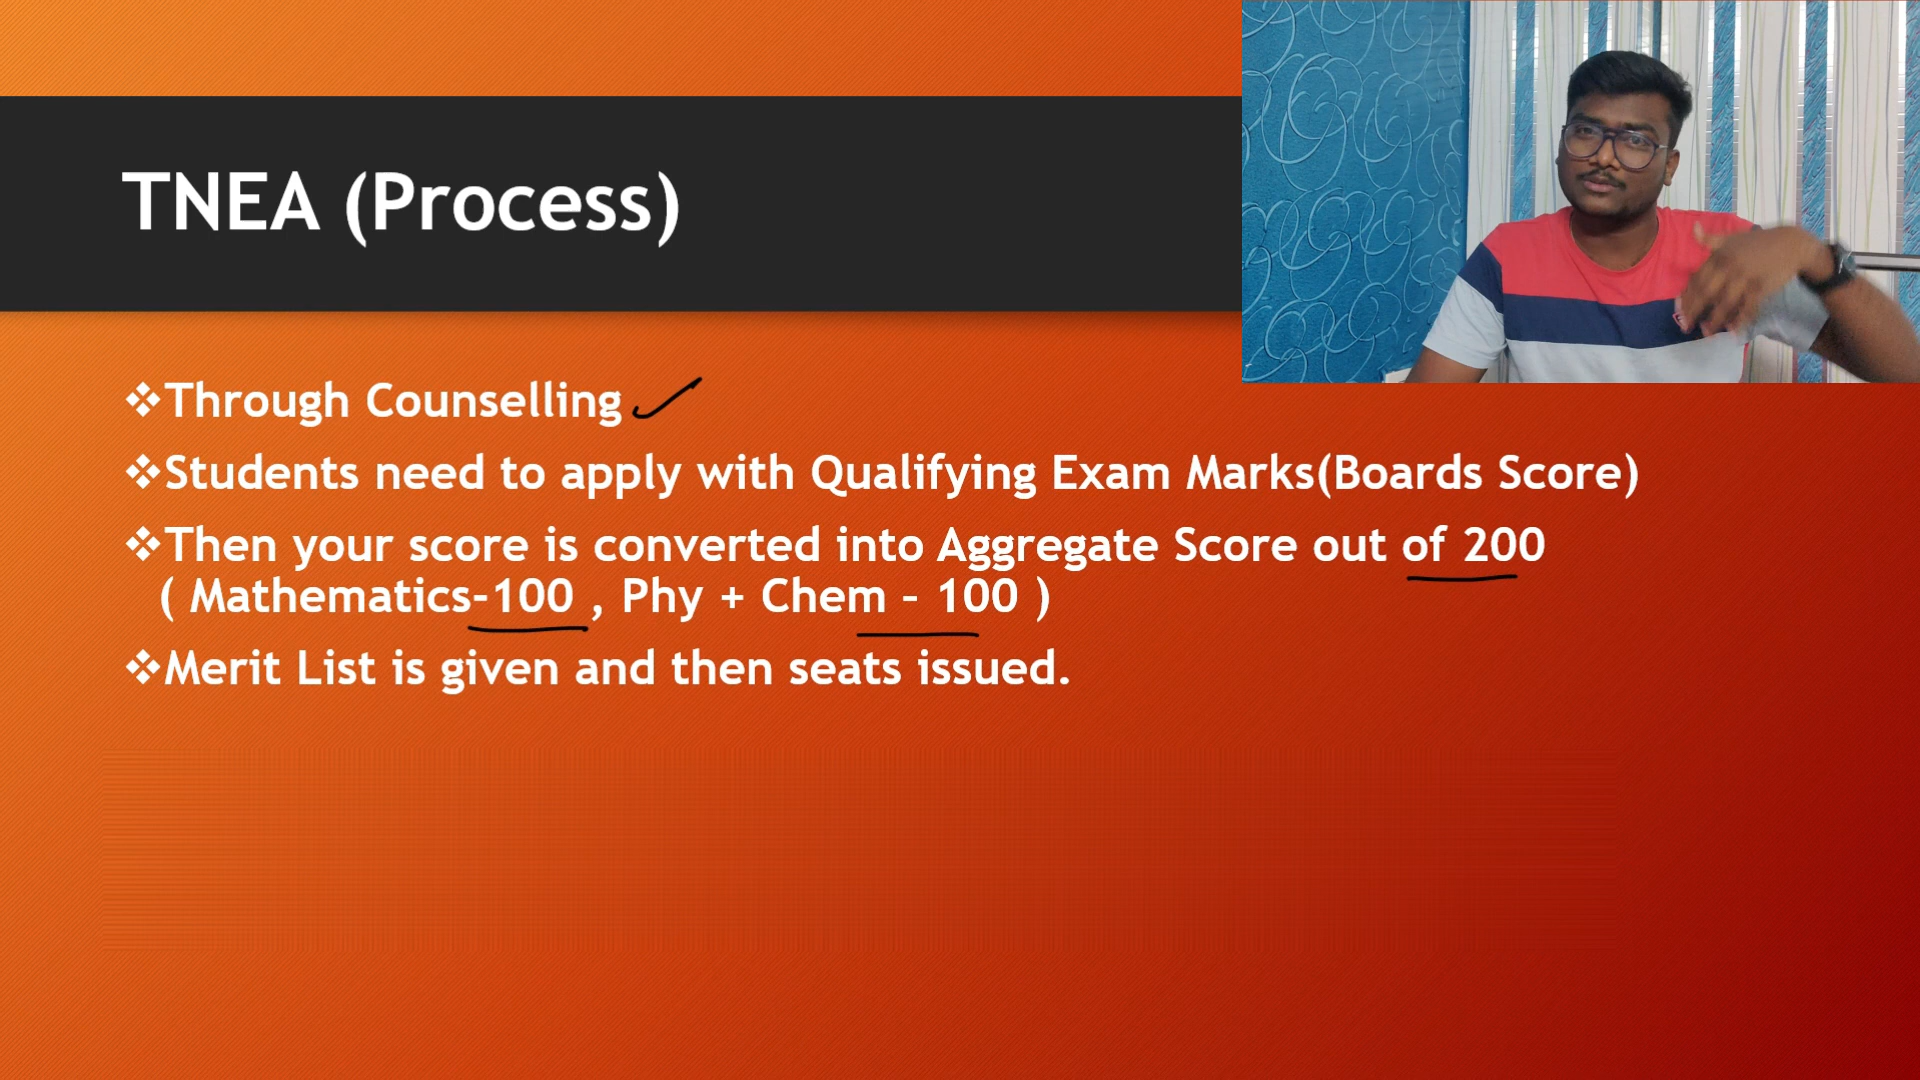 TNEA (Process)
❖Through Counselling
❖Students need to apply with Qualifying Exam Marks(Boards Score)
❖Then your score is converted into Aggregate Score out of 200
( Mathematics-100 , Phy + Chem – 100 )
❖Merit List is given and then seats issued.